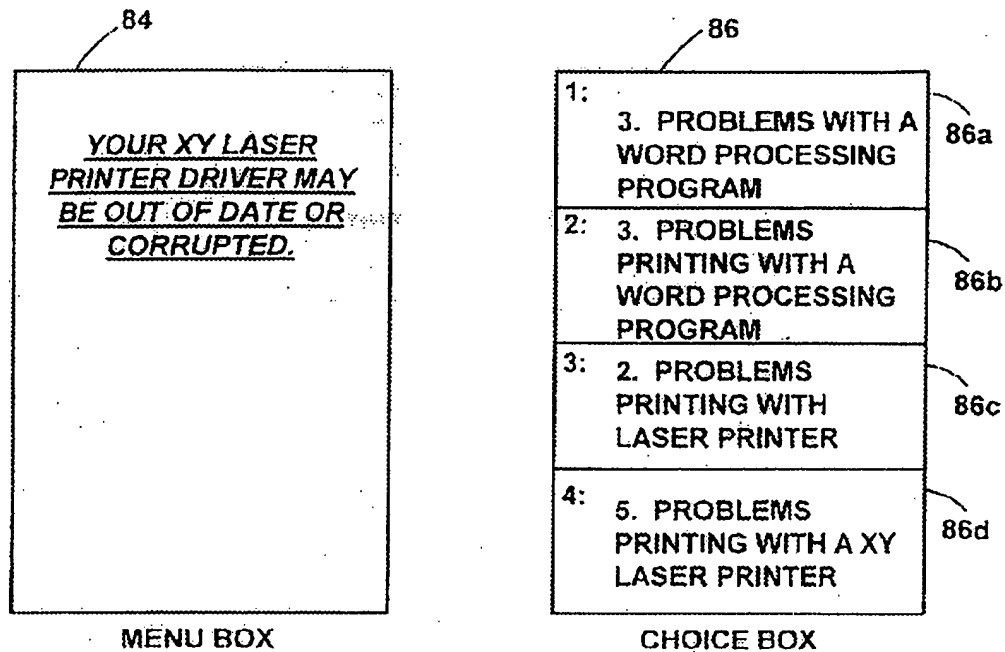 84
YOUR XY LASER
PRINTER DRIVER MAY
BE OUT OF DATE OR
CORRUPTED.
MENU BOX
86
1:
3. PROBLEMS WITH A
WORD PROCESSING
PROGRAM
86a
2:
3. PROBLEMS
PRINTING WITH A
WORD PROCESSING
PROGRAM
86b
3:
2. PROBLEMS
PRINTING WITH
LASER PRINTER
86c
4:
5. PROBLEMS
PRINTING WITH A XY
LASER PRINTER
86d
CHOICE BOX